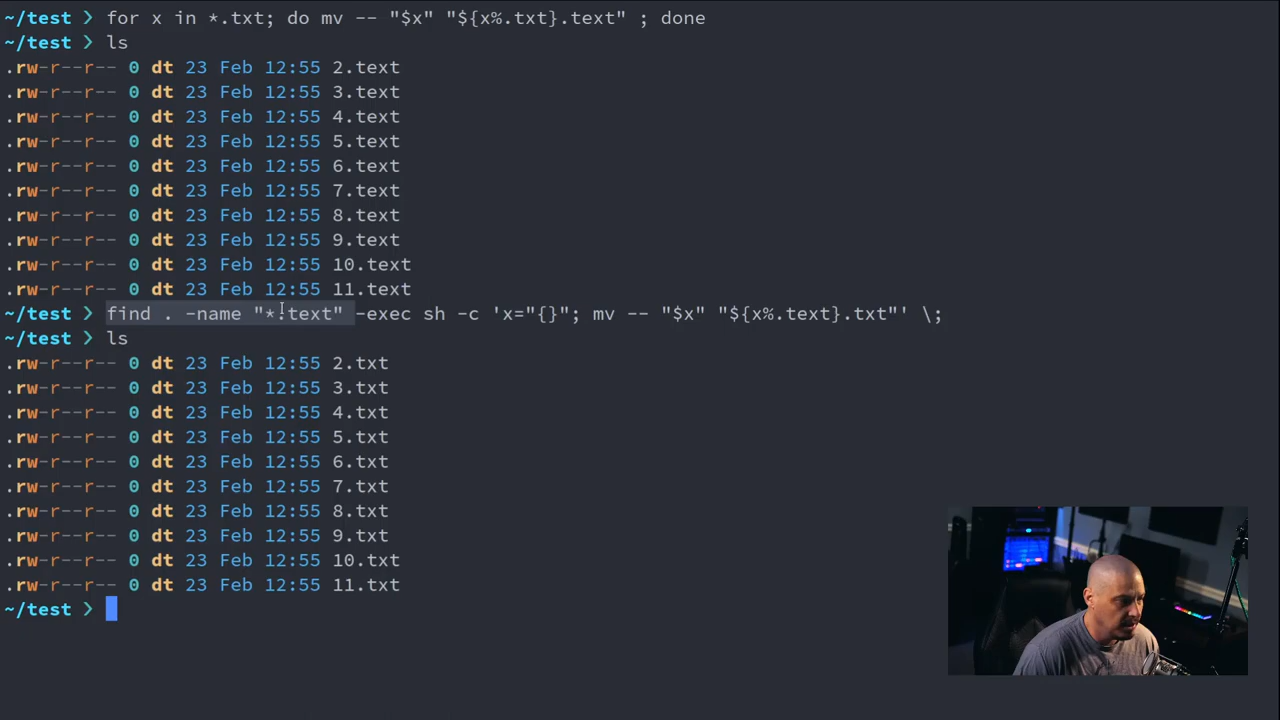 ~/test ❯ for x in *.txt; do mv -- "$x" "${x%.txt}.text" ; done
~/test ❯ ls
.rw-r--r-- 0 dt 23 Feb 12:55 2.text
.rw-r--r-- 0 dt 23 Feb 12:55 3.text
.rw-r--r-- 0 dt 23 Feb 12:55 4.text
.rw-r--r-- 0 dt 23 Feb 12:55 5.text
.rw-r--r-- 0 dt 23 Feb 12:55 6.text
.rw-r--r-- 0 dt 23 Feb 12:55 7.text
.rw-r--r-- 0 dt 23 Feb 12:55 8.text
.rw-r--r-- 0 dt 23 Feb 12:55 9.text
.rw-r--r-- 0 dt 23 Feb 12:55 10.text
.rw-r--r-- 0 dt 23 Feb 12:55 11.text
~/test ❯ find . -name "*.text" -exec sh -c 'x="{}"; mv -- "$x" "${x%.text}.txt"' \;
~/test ❯ ls
.rw-r--r-- 0 dt 23 Feb 12:55 2.txt
.rw-r--r-- 0 dt 23 Feb 12:55 3.txt
.rw-r--r-- 0 dt 23 Feb 12:55 4.txt
.rw-r--r-- 0 dt 23 Feb 12:55 5.txt
.rw-r--r-- 0 dt 23 Feb 12:55 6.txt
.rw-r--r-- 0 dt 23 Feb 12:55 7.txt
.rw-r--r-- 0 dt 23 Feb 12:55 8.txt
.rw-r--r-- 0 dt 23 Feb 12:55 9.txt
.rw-r--r-- 0 dt 23 Feb 12:55 10.txt
.rw-r--r-- 0 dt 23 Feb 12:55 11.txt
~/test ❯